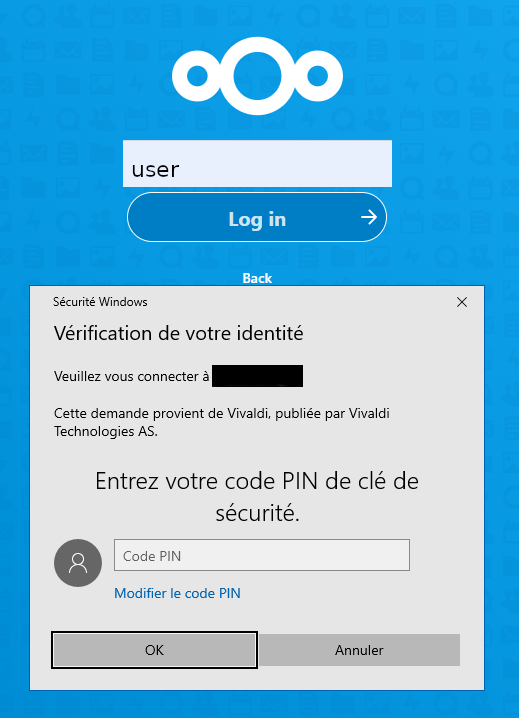 user
Log in
Back
Sécurité Windows
Vérification de votre identité
Veuillez vous connecter à
Cette demande provient de Vivaldi, publiée par Vivaldi
Technologies AS.
Entrez votre code PIN de clé de
sécurité.
Code PIN
Modifier le code PIN
OK
Annuler